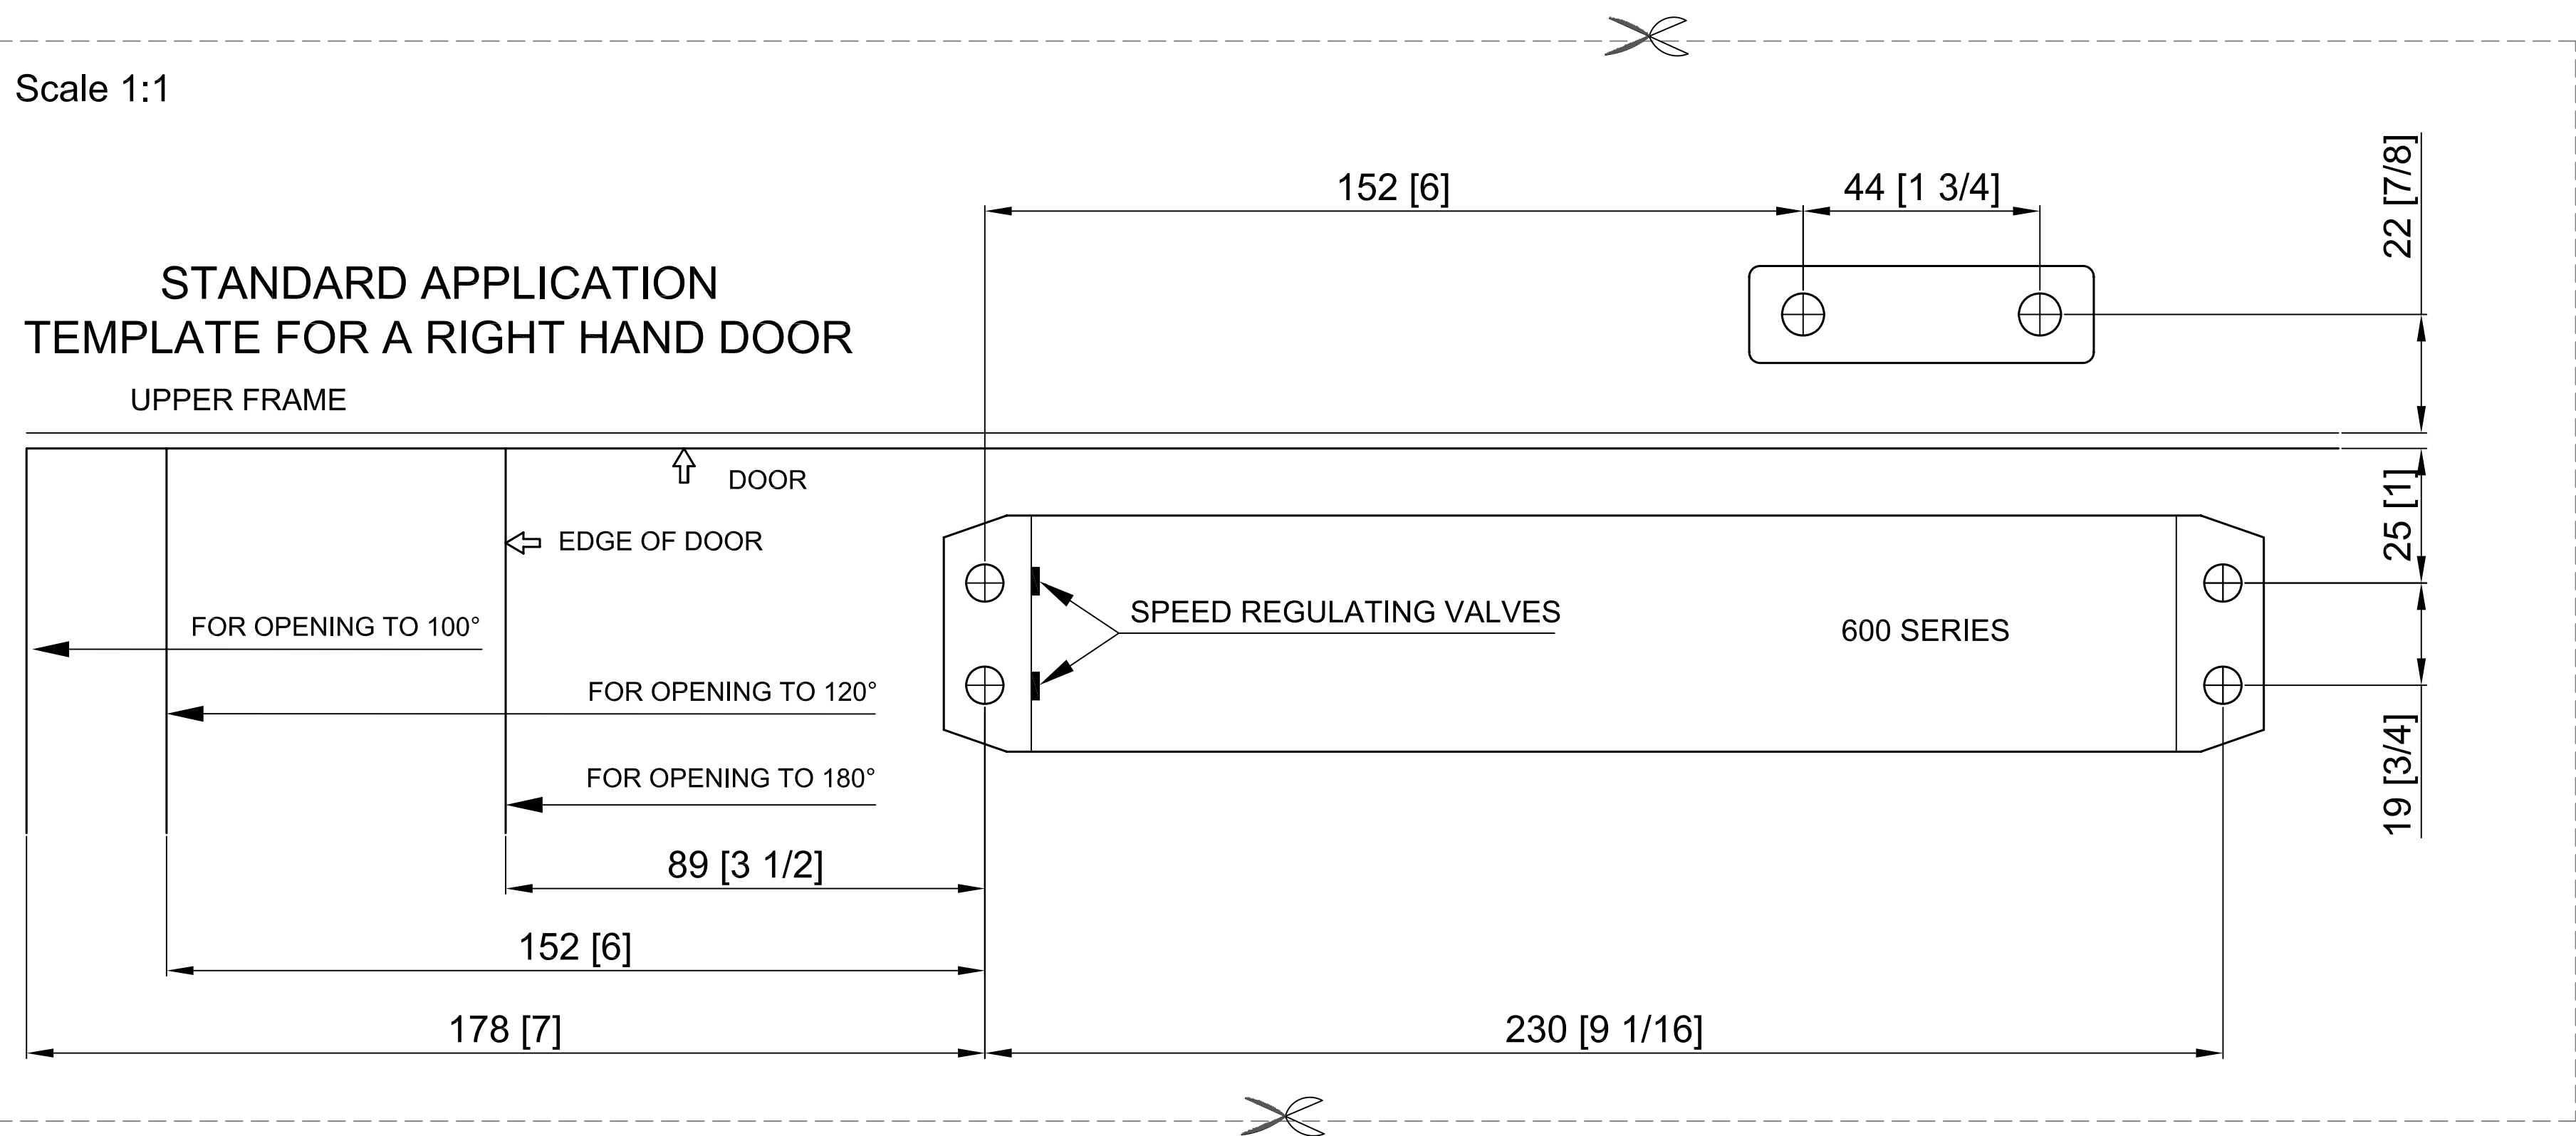 Scale 1:1
152 [6]
44 [1 3/4]
22 [7/8]
STANDARD APPLICATION
TEMPLATE FOR A RIGHT HAND DOOR
UPPER FRAME
DOOR
EDGE OF DOOR
25 [1]
FOR OPENING TO 100°
SPEED REGULATING VALVES
600 SERIES
FOR OPENING TO 120°
FOR OPENING TO 180°
19 [3/4]
89 [3 1/2]
152 [6]
178 [7]
230 [9 1/16]